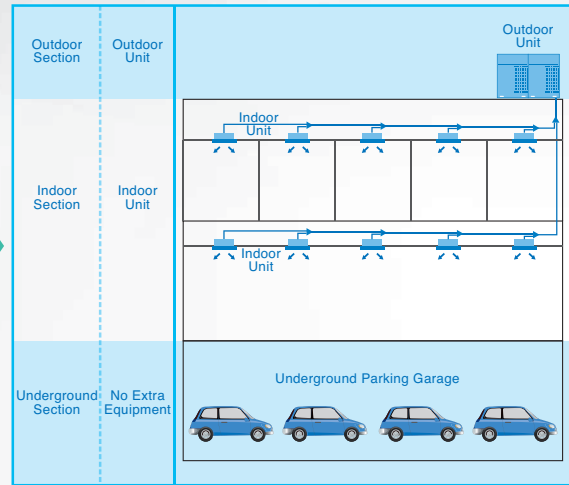 Outdoor
Section
Outdoor
Unit
Outdoor
Unit
Indoor
Unit
Indoor
Section
Indoor
Unit
Indoor
Unit
Underground Parking Garage
Underground
Section
No Extra
Equipment